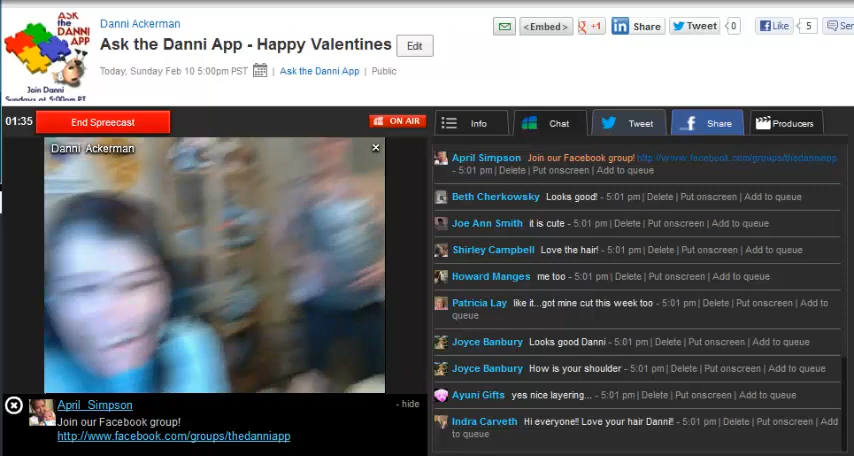 ASK
the
DANNI
APP
Join Danni
Sundays at 5:00pm PT
Danni Ackerman
Ask the Danni App - Happy Valentines
Edit
Today, Sunday Feb 10 5:00pm PST | Ask the Danni App | Public
<Embed> +1 in Share Tweet 0 Like 5 Sen
01:35 End Spreecast ON AIR
Info Chat Tweet Share Producers
Danni Ackerman
April Simpson Join our Facebook group! http://www.facebook.com/groups/thedanniapp
- 5:01 pm | Delete | Put onscreen | Add to queue
Beth Cherkowsky Looks good! - 5:01 pm | Delete | Put onscreen | Add to queue
Joe Ann Smith it is cute - 5:01 pm | Delete | Put onscreen | Add to queue
Shirley Campbell Love the hair! - 5:01 pm | Delete | Put onscreen | Add to queue
Howard Manges me too - 5:01 pm | Delete | Put onscreen | Add to queue
Patricia Lay like it...got mine cut this week too - 5:01 pm | Delete | Put onscreen | Add to
queue
Joyce Banbury Looks good Danni - 5:01 pm | Delete | Put onscreen | Add to queue
Joyce Banbury How is your shoulder - 5:01 pm | Delete | Put onscreen | Add to queue
Ayuni Gifts yes nice layering... - 5:01 pm | Delete | Put onscreen | Add to queue
Indra Carveth Hi everyone!! Love your hair Danni! - 5:01 pm | Delete | Put onscreen | Add
to queue
April Simpson - hide
Join our Facebook group!
http://www.facebook.com/groups/thedanniapp